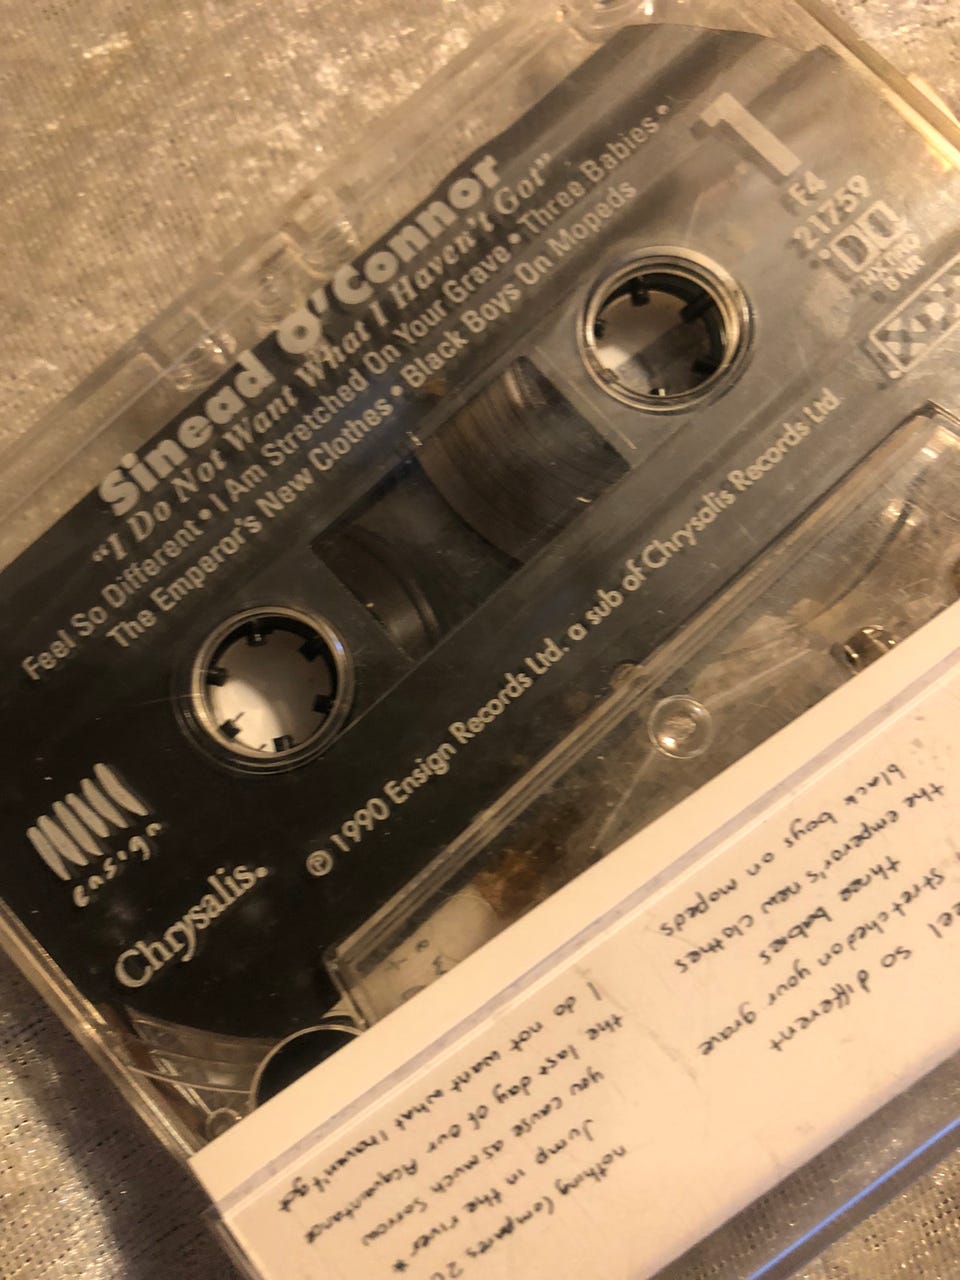 Sinead O'Connor
"I Do Not Want What I Haven't Got"
Feel So Different • I Am Stretched On Your Grave • Three Babies •
The Emperor's New Clothes • Black Boys On Mopeds
1
F4
21759
HX PRO
B NR
℗ 1990 Ensign Records Ltd. a sub of Chrysalis Records Ltd.
ensign
Chrysalis.
so different
stretched on your grave
three babies
the emperor's new clothes
black boys on mopeds
nothing compares 2U
Jump in the river *
you cause as much sorrow
the last day of our Acquaintance
I do not want what I haven't got